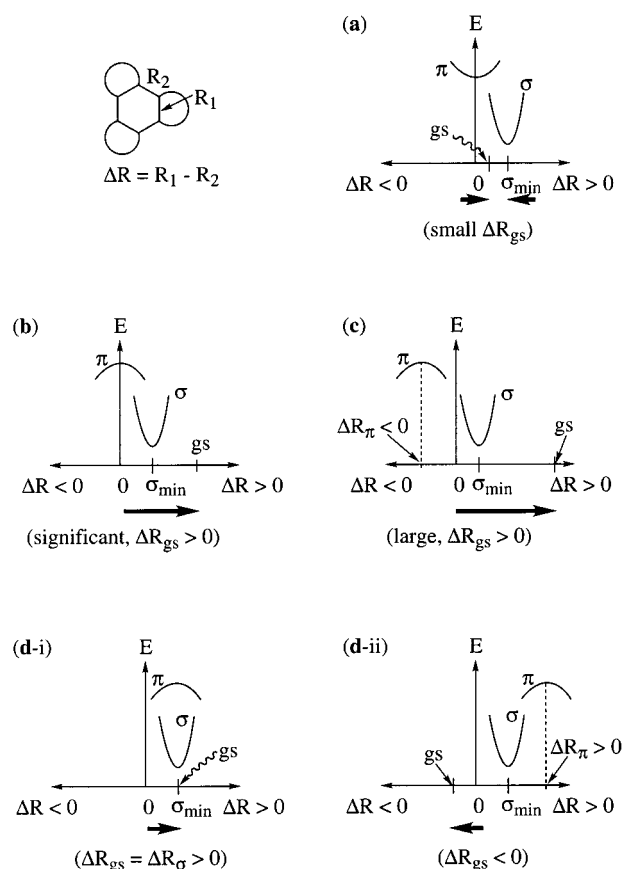 R₂
R₁
ΔR = R₁ - R₂
(a)
E
π
σ
gs
ΔR < 0
0
σmin
ΔR > 0
(small ΔRgs)
(b)
E
π
σ
gs
ΔR < 0
0
σmin
ΔR > 0
(significant, ΔRgs > 0)
(c)
E
π
σ
ΔRπ < 0
gs
ΔR < 0
0
σmin
ΔR > 0
(large, ΔRgs > 0)
(d-i)
E
π
σ
gs
ΔR < 0
0
σmin
ΔR > 0
(ΔRgs = ΔRσ > 0)
(d-ii)
E
π
σ
gs
ΔRπ > 0
ΔR < 0
0
σmin
ΔR > 0
(ΔRgs < 0)